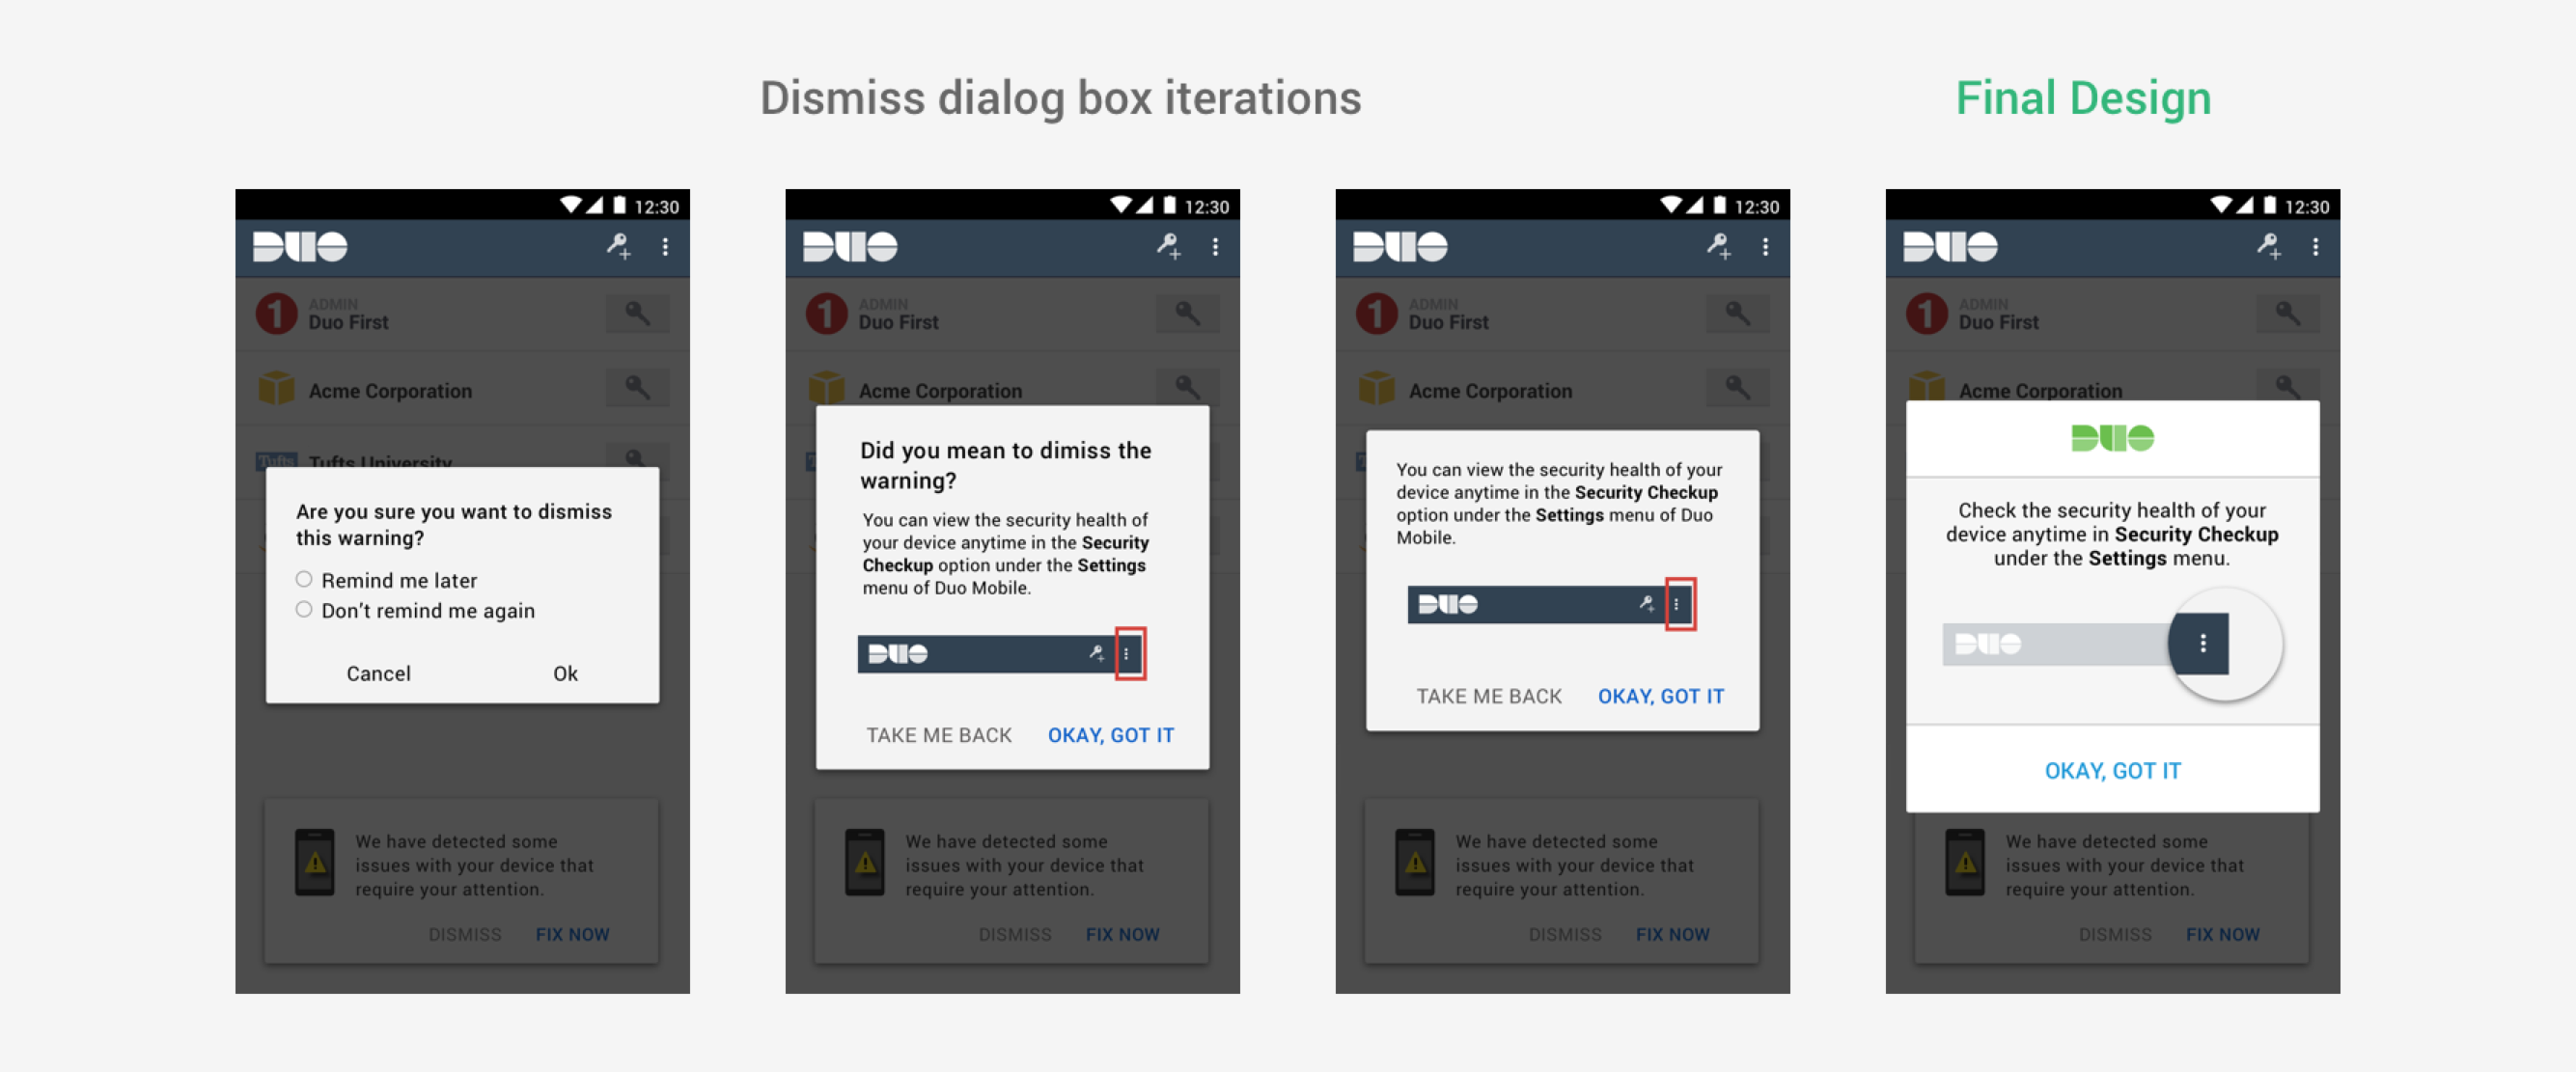 Dismiss dialog box iterations
Final Design
12:30
DUO
ADMIN
Duo First
Acme Corporation
Tufts Tufts University
Are you sure you want to dismiss
this warning?
Remind me later
Don't remind me again
Cancel Ok
We have detected some
issues with your device that
require your attention.
DISMISS FIX NOW
12:30
DUO
1
ADMIN
Duo First
Acme Corporation
Did you mean to dimiss the
warning?
You can view the security health of
your device anytime in the Security
Checkup option under the Settings
menu of Duo Mobile.
DUO
TAKE ME BACK OKAY, GOT IT
We have detected some
issues with your device that
require your attention.
DISMISS FIX NOW
12:30
DUO
1
ADMIN
Duo First
Acme Corporation
You can view the security health of your
device anytime in the Security Checkup
option under the Settings menu of Duo
Mobile.
DUO
TAKE ME BACK OKAY, GOT IT
We have detected some
issues with your device that
require your attention.
DISMISS FIX NOW
12:30
DUO
1
ADMIN
Duo First
Acme Corporation
DUO
Check the security health of your
device anytime in Security Checkup
under the Settings menu.
DUO
OKAY, GOT IT
We have detected some
issues with your device that
require your attention.
DISMISS FIX NOW